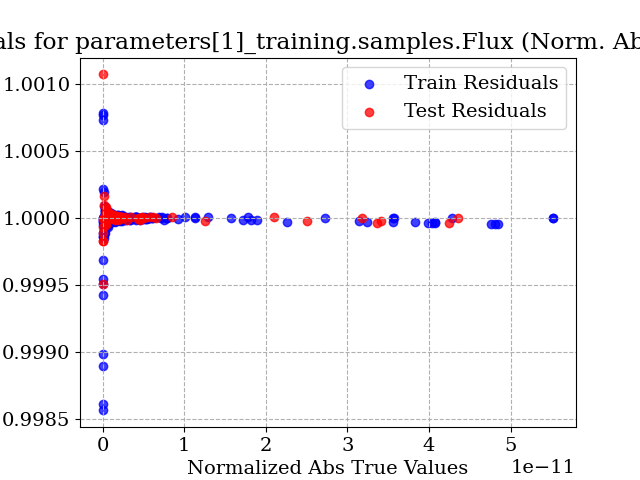 als for parameters[1]_training.samples.Flux (Norm. Ab
Train Residuals
Test Residuals
1.0010
1.0005
1.0000
0.9995
0.9990
0.9985
0 1 2 3 4 5
1e−11
Normalized Abs True Values